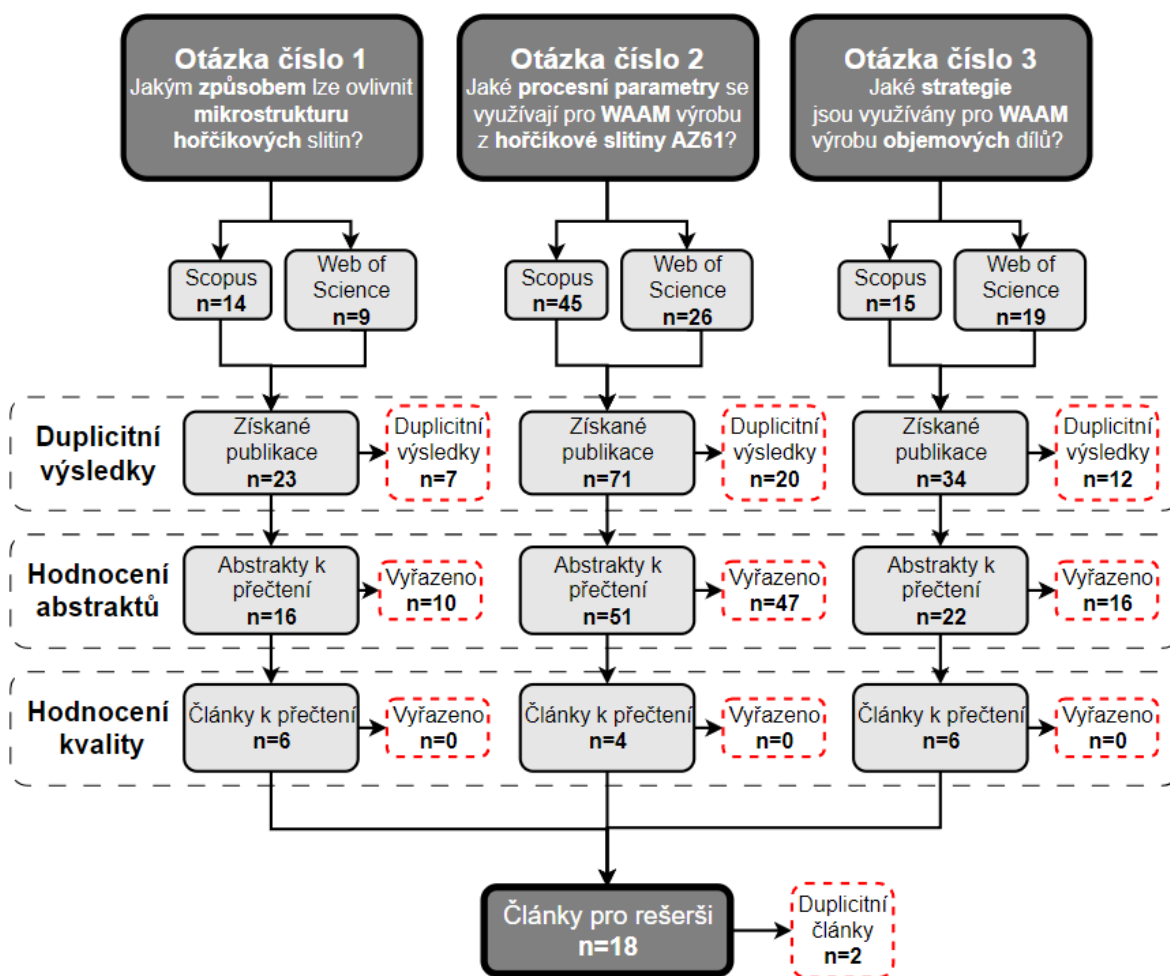 Otázka číslo 1
Jakým způsobem lze ovlivnit
mikrostrukturu
hořčíkových slitin?
Otázka číslo 2
Jaké procesní parametry se
využívají pro WAAM výrobu
z hořčíkové slitiny AZ61?
Otázka číslo 3
Jaké strategie
jsou využívány pro WAAM
výrobu objemových dílů?
Scopus
n=14
Web of
Science
n=9
Scopus
n=45
Web of
Science
n=26
Scopus
n=15
Web of
Science
n=19
Duplicitní
výsledky
Získané
publikace
n=23
Duplicitní
výsledky
n=7
Získané
publikace
n=71
Duplicitní
výsledky
n=20
Získané
publikace
n=34
Duplicitní
výsledky
n=12
Hodnocení
abstraktů
Abstrakty k
přečtení
n=16
Vyřazeno
n=10
Abstrakty k
přečtení
n=51
Vyřazeno
n=47
Abstrakty k
přečtení
n=22
Vyřazeno
n=16
Hodnocení
kvality
Články k přečtení
n=6
Vyřazeno
n=0
Články k přečtení
n=4
Vyřazeno
n=0
Články k přečtení
n=6
Vyřazeno
n=0
Články pro rešerši
n=18
Duplicitní
články
n=2